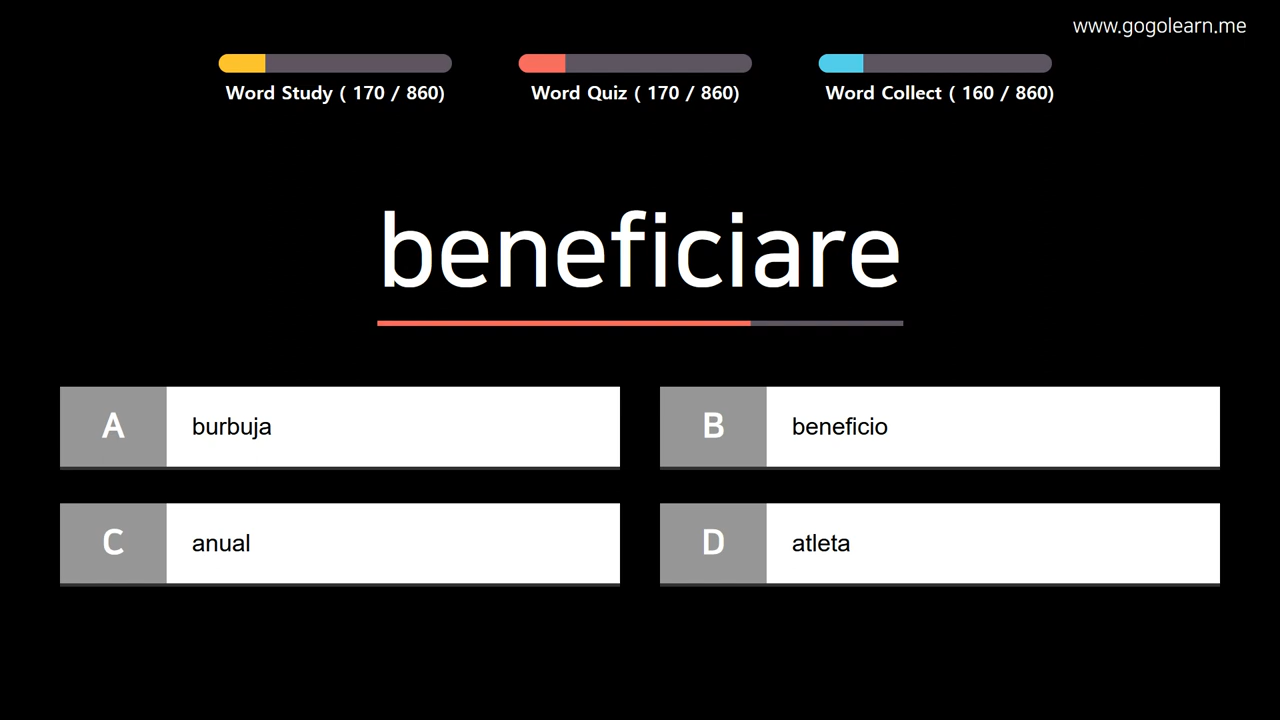 www.gogolearn.me
Word Study ( 170 / 860)
Word Quiz ( 170 / 860)
Word Collect ( 160 / 860)
beneficiare
A burbuja
B beneficio
C anual
D atleta